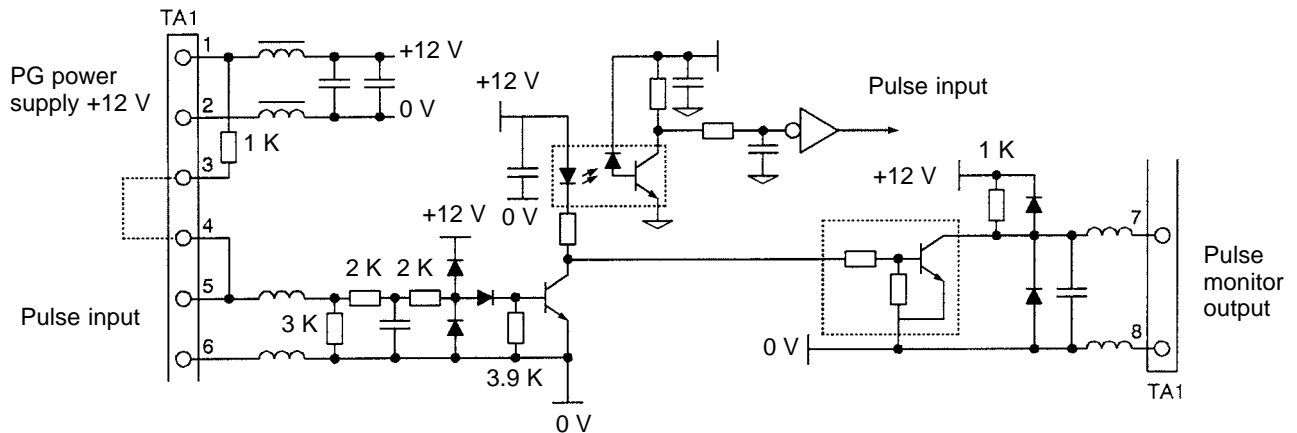 TA1
1
PG power
supply +12 V
+12 V
2
0 V
1 K
3
4
+12 V
2 K
2 K
5
Pulse input
3 K
6
3.9 K
0 V
+12 V
0 V
Pulse input
1 K
+12 V
7
Pulse
monitor
output
0 V
8
TA1